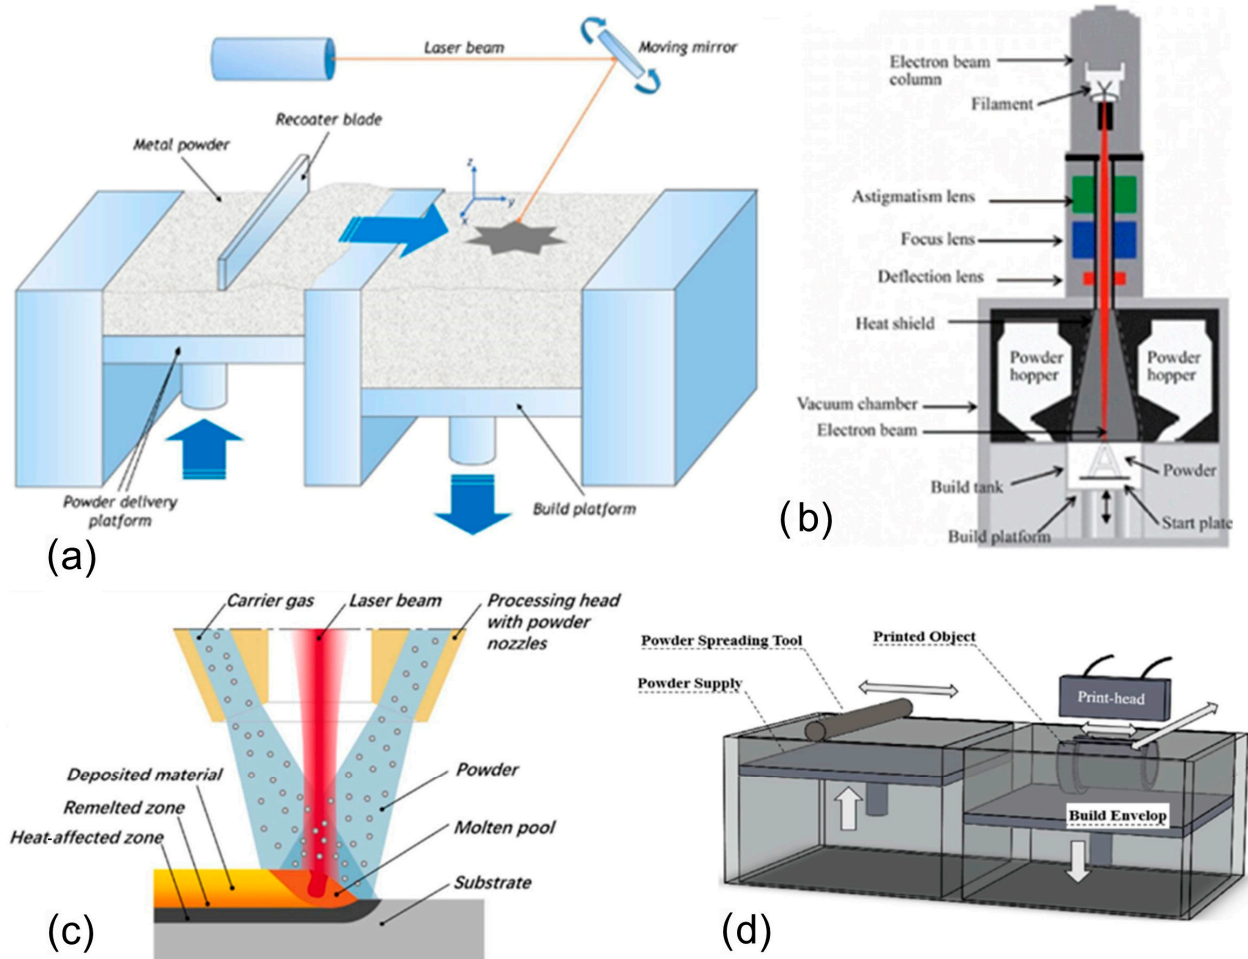 Laser beam
Moving mirror
Recoater blade
Metal powder
z
y
x
Powder delivery
platform
Build platform
(a)
Electron beam
column
Filament
Astigmatism lens
Focus lens
Deflection lens
Heat shield
Powder
hopper
Powder
hopper
Vacuum chamber
Electron beam
Powder
Build tank
Start plate
Build platform
(b)
Carrier gas
Laser beam
Processing head
with powder
nozzles
Deposited material
Remelted zone
Heat-affected zone
Powder
Molten pool
Substrate
(c)
Powder Spreading Tool
Printed Object
Powder Supply
Print-head
Build Envelop
(d)